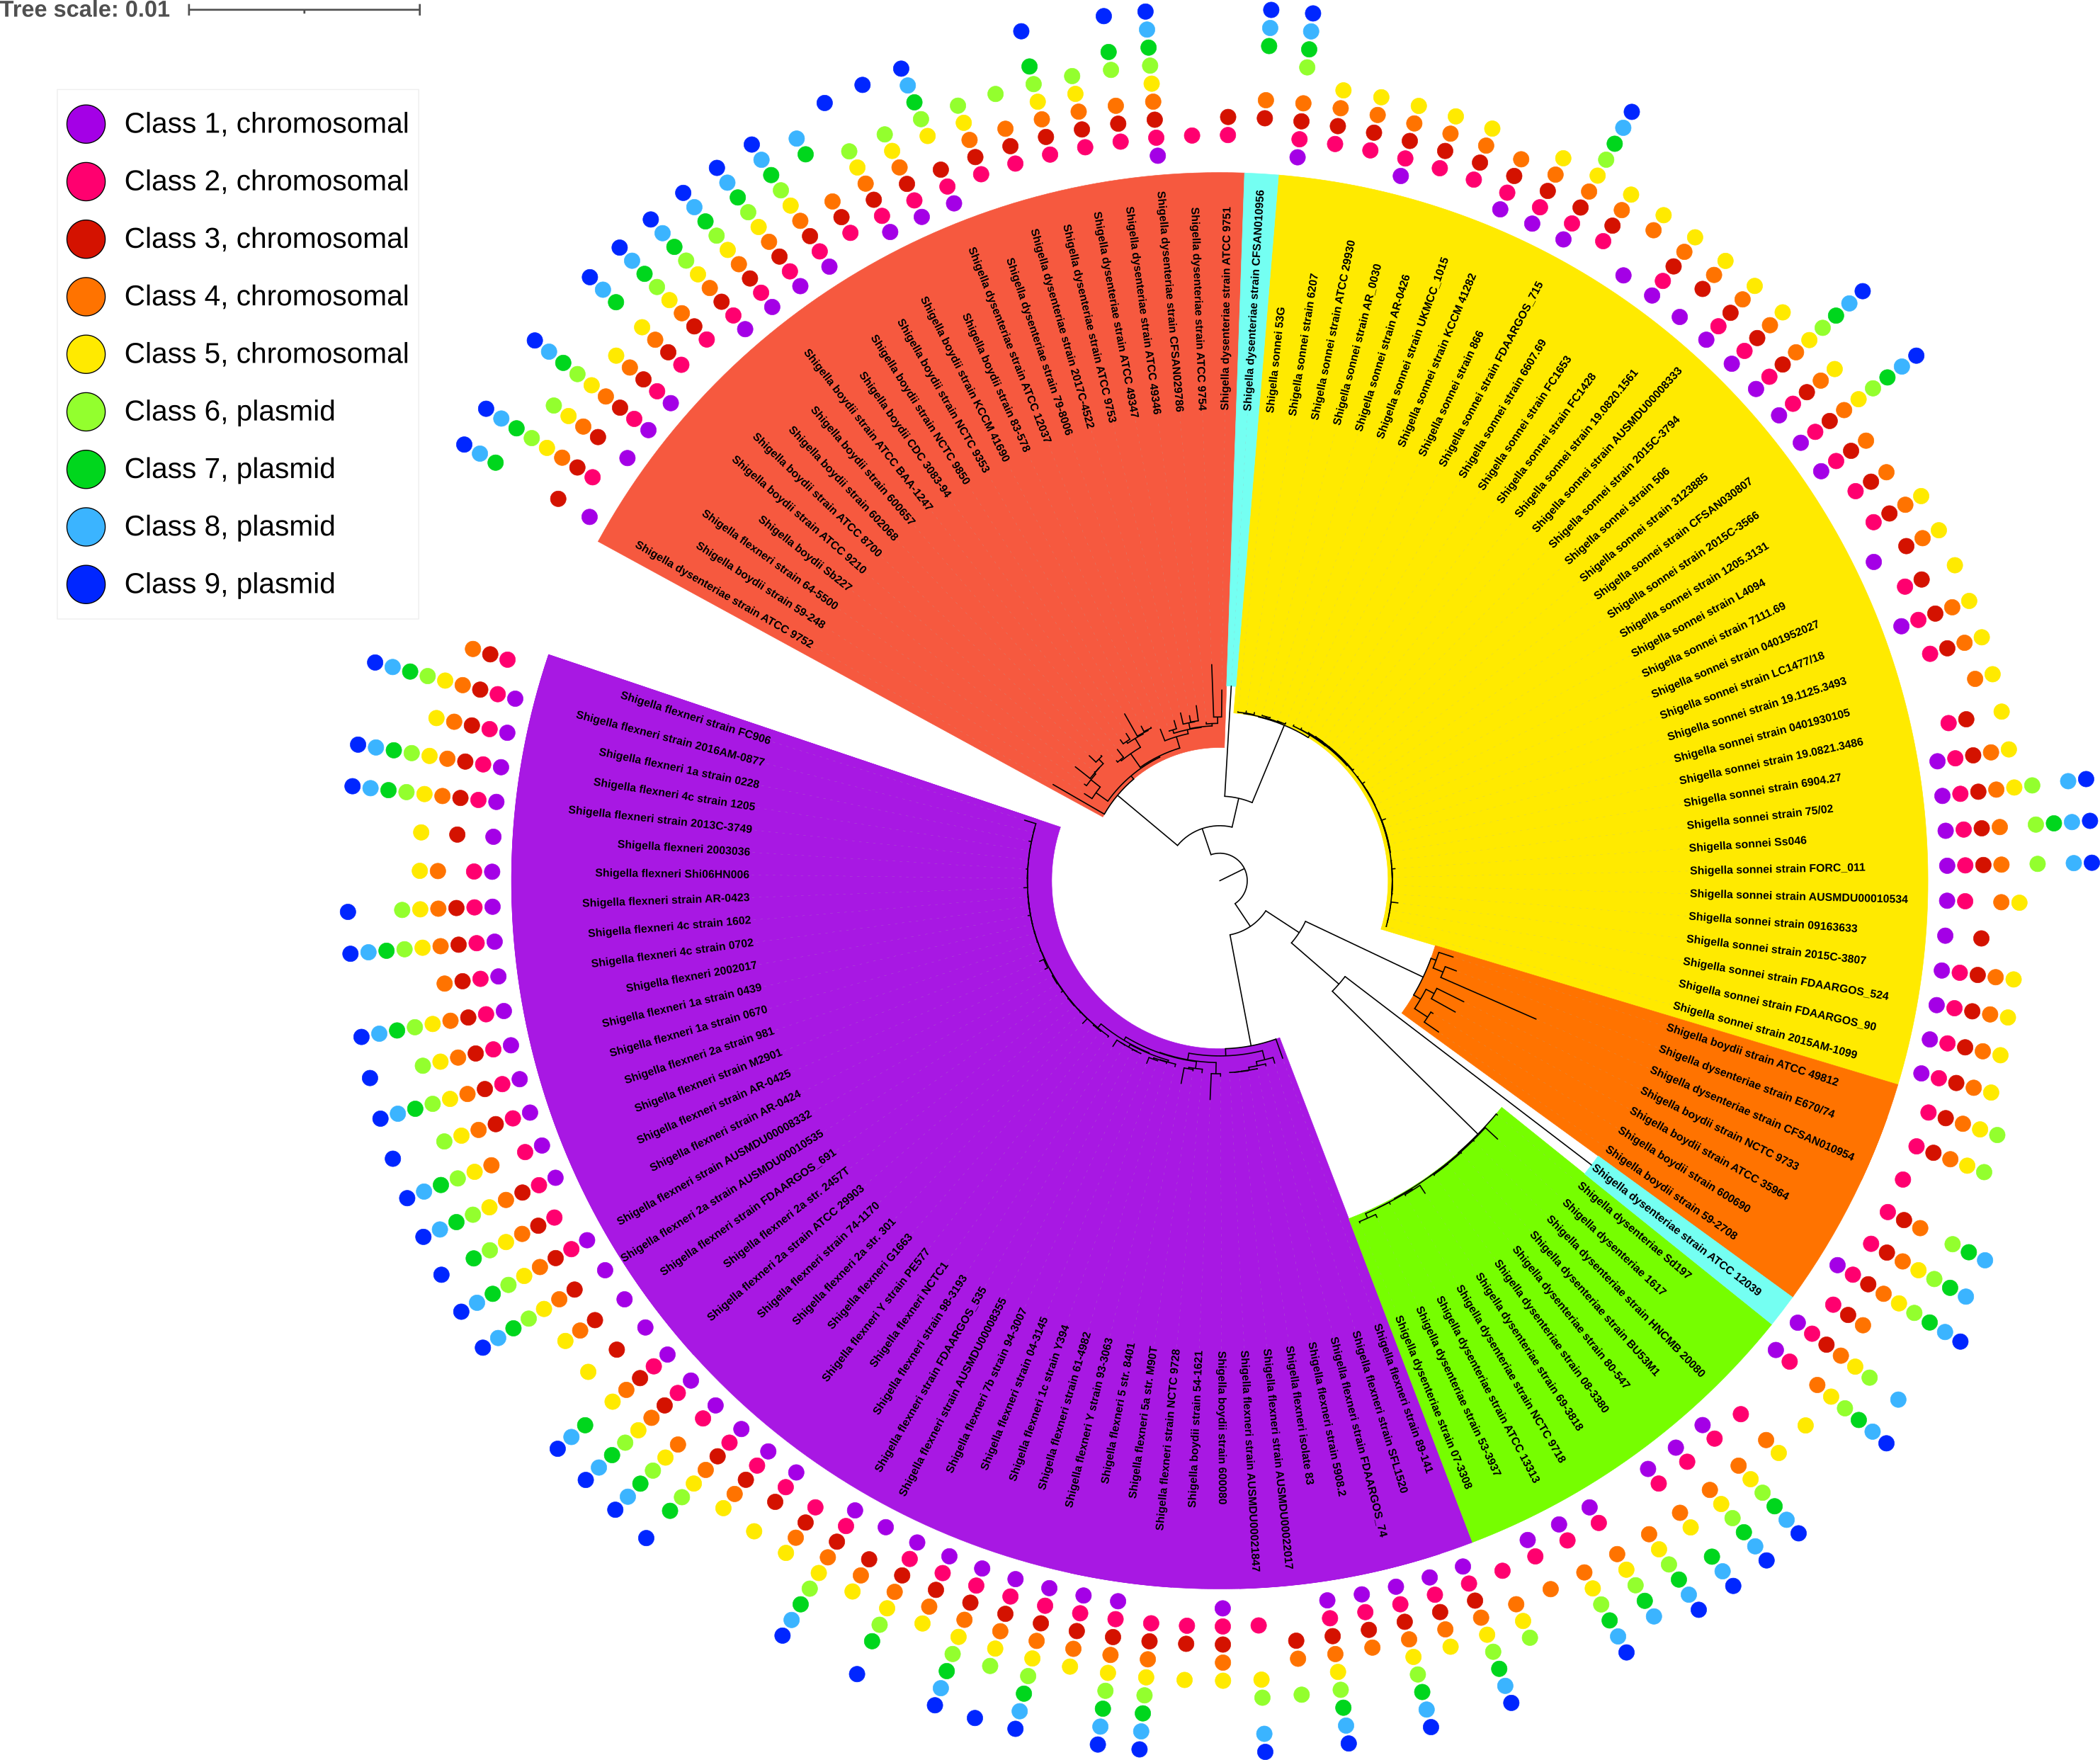 Tree scale: 0.01
Class 1, chromosomal
Class 2, chromosomal
Class 3, chromosomal
Class 4, chromosomal
Class 5, chromosomal
Class 6, plasmid
Class 7, plasmid
Class 8, plasmid
Class 9, plasmid
Shigella dysenteriae strain ATCC 9752
Shigella boydii strain 59-248
Shigella flexneri strain 64-5500
Shigella boydii Sb227
Shigella boydii strain ATCC 9210
Shigella boydii strain ATCC 8700
Shigella boydii strain 602068
Shigella boydii strain 600657
Shigella boydii strain ATCC BAA-1247
Shigella boydii CDC 3083-94
Shigella boydii strain NCTC 9850
Shigella boydii strain NCTC 9353
Shigella boydii strain KCCM 41690
Shigella boydii strain 83-578
Shigella dysenteriae strain ATCC 12037
Shigella dysenteriae strain 79-8006
Shigella dysenteriae strain 2017C-4522
Shigella dysenteriae strain ATCC 9753
Shigella dysenteriae strain ATCC 49347
Shigella dysenteriae strain ATCC 49346
Shigella dysenteriae strain CFSAN029786
Shigella dysenteriae strain ATCC 9754
Shigella dysenteriae strain ATCC 9751
Shigella dysenteriae strain CFSAN010956
Shigella sonnei 53G
Shigella sonnei strain 6207
Shigella sonnei strain ATCC 29930
Shigella sonnei strain AR_0030
Shigella sonnei strain AR-0426
Shigella sonnei strain UKMCC_1015
Shigella sonnei strain KCCM 41282
Shigella sonnei strain 866
Shigella sonnei strain FDAARGOS_715
Shigella sonnei strain 6607.69
Shigella sonnei strain FC1653
Shigella sonnei strain FC1428
Shigella sonnei strain 19.0820.1561
Shigella sonnei strain AUSMDU00008333
Shigella sonnei strain 2015C-3794
Shigella sonnei strain 506
Shigella sonnei strain 3123885
Shigella sonnei strain CFSAN030807
Shigella sonnei strain 2015C-3566
Shigella sonnei strain 1205.3131
Shigella sonnei strain L4094
Shigella sonnei strain 7111.69
Shigella sonnei strain 0401952027
Shigella sonnei strain LC1477/18
Shigella sonnei strain 19.1125.3493
Shigella sonnei strain 0401930105
Shigella sonnei strain 19.0821.3486
Shigella sonnei strain 6904.27
Shigella sonnei strain 75/02
Shigella sonnei Ss046
Shigella sonnei strain FORC_011
Shigella sonnei strain AUSMDU00010534
Shigella sonnei strain 09163633
Shigella sonnei strain 2015C-3807
Shigella sonnei strain FDAARGOS_524
Shigella sonnei strain FDAARGOS_90
Shigella sonnei strain 2015AM-1099
Shigella boydii strain ATCC 49812
Shigella dysenteriae strain E670/74
Shigella dysenteriae strain CFSAN010954
Shigella boydii strain NCTC 9733
Shigella boydii strain ATCC 35964
Shigella boydii strain 600690
Shigella boydii strain 59-2708
Shigella dysenteriae strain ATCC 12039
Shigella dysenteriae Sd197
Shigella dysenteriae 1617
Shigella dysenteriae strain HNCMB 20080
Shigella dysenteriae strain BU53M1
Shigella dysenteriae strain 80-547
Shigella dysenteriae strain 08-3380
Shigella dysenteriae strain 69-3818
Shigella dysenteriae strain NCTC 9718
Shigella dysenteriae strain ATCC 13313
Shigella dysenteriae strain 53-3937
Shigella dysenteriae strain 07-3308
Shigella flexneri strain 89-141
Shigella flexneri strain SFL1520
Shigella flexneri strain FDAARGOS_74
Shigella flexneri strain 5908.2
Shigella flexneri isolate 83
Shigella flexneri strain AUSMDU00022017
Shigella flexneri strain AUSMDU00021847
Shigella boydii strain 600080
Shigella boydii strain 54-1621
Shigella flexneri strain NCTC 9728
Shigella flexneri 5a str. M90T
Shigella flexneri 5 str. 8401
Shigella flexneri Y strain 93-3063
Shigella flexneri strain 61-4982
Shigella flexneri 1c strain Y394
Shigella flexneri strain 04-3145
Shigella flexneri 7b strain 94-3007
Shigella flexneri strain AUSMDU00008355
Shigella flexneri strain FDAARGOS_535
Shigella flexneri strain 98-3193
Shigella flexneri NCTC1
Shigella flexneri Y strain PE577
Shigella flexneri G1663
Shigella flexneri 2a str. 301
Shigella flexneri strain 74-1170
Shigella flexneri 2a strain ATCC 29903
Shigella flexneri 2a str. 2457T
Shigella flexneri strain FDAARGOS_691
Shigella flexneri 2a strain AUSMDU00010535
Shigella flexneri strain AUSMDU00008332
Shigella flexneri strain AR-0424
Shigella flexneri strain AR-0425
Shigella flexneri strain M2901
Shigella flexneri 2a strain 981
Shigella flexneri 1a strain 0670
Shigella flexneri 1a strain 0439
Shigella flexneri 2002017
Shigella flexneri 4c strain 0702
Shigella flexneri 4c strain 1602
Shigella flexneri strain AR-0423
Shigella flexneri Shi06HN006
Shigella flexneri 2003036
Shigella flexneri strain 2013C-3749
Shigella flexneri 4c strain 1205
Shigella flexneri 1a strain 0228
Shigella flexneri strain 2016AM-0877
Shigella flexneri strain FC906